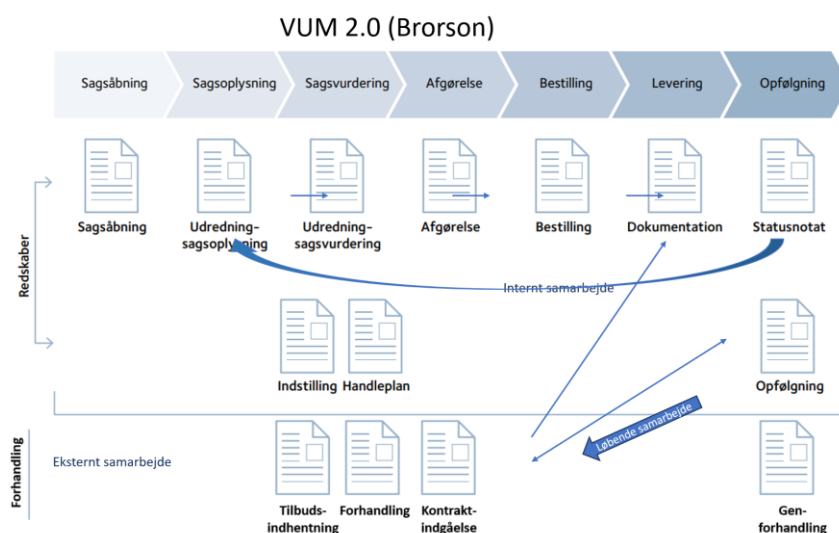 VUM 2.0 (Brorson)
Sagsåbning
Sagsoplysning
Sagsvurdering
Afgørelse
Bestilling
Levering
Opfølgning
Redskaber
Sagsåbning
Udredning-
sagsoplysning
Udredning-
sagsvurdering
Afgørelse
Bestilling
Dokumentation
Statusnotat
Internt samarbejde
Indstilling
Handleplan
Opfølgning
Løbende samarbejde
Forhandling
Eksternt samarbejde
Tilbuds-
indhentning
Forhandling
Kontrakt-
indgåelse
Gen-
forhandling